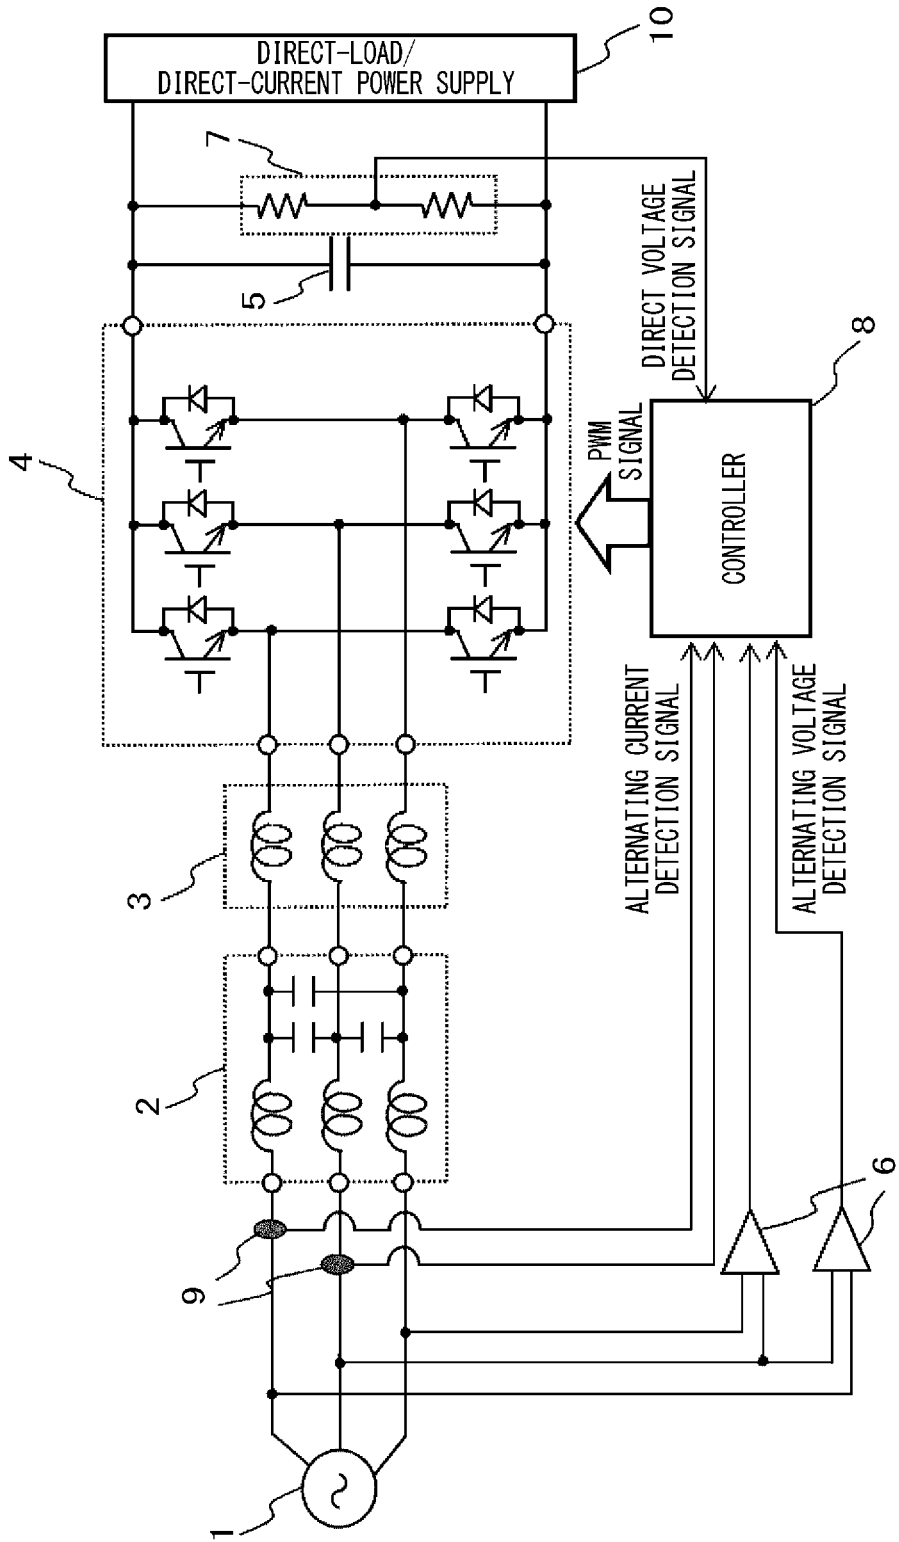 DIRECT-LOAD/
DIRECT-CURRENT POWER SUPPLY
10
7
5
4
3
2
9
1
DIRECT VOLTAGE
DETECTION SIGNAL
PWM
SIGNAL
8
CONTROLLER
ALTERNATING CURRENT
DETECTION SIGNAL
ALTERNATING VOLTAGE
DETECTION SIGNAL
6